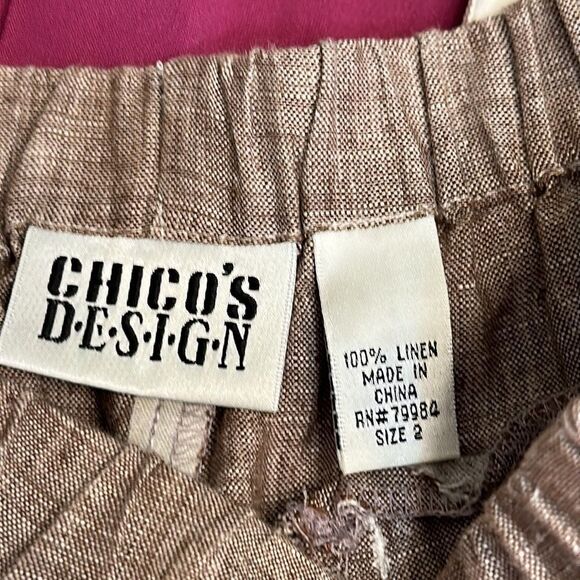 CHICO'S
D·E·S·I·G·N
100% LINEN
MADE IN
CHINA
RN#79984
SIZE 2